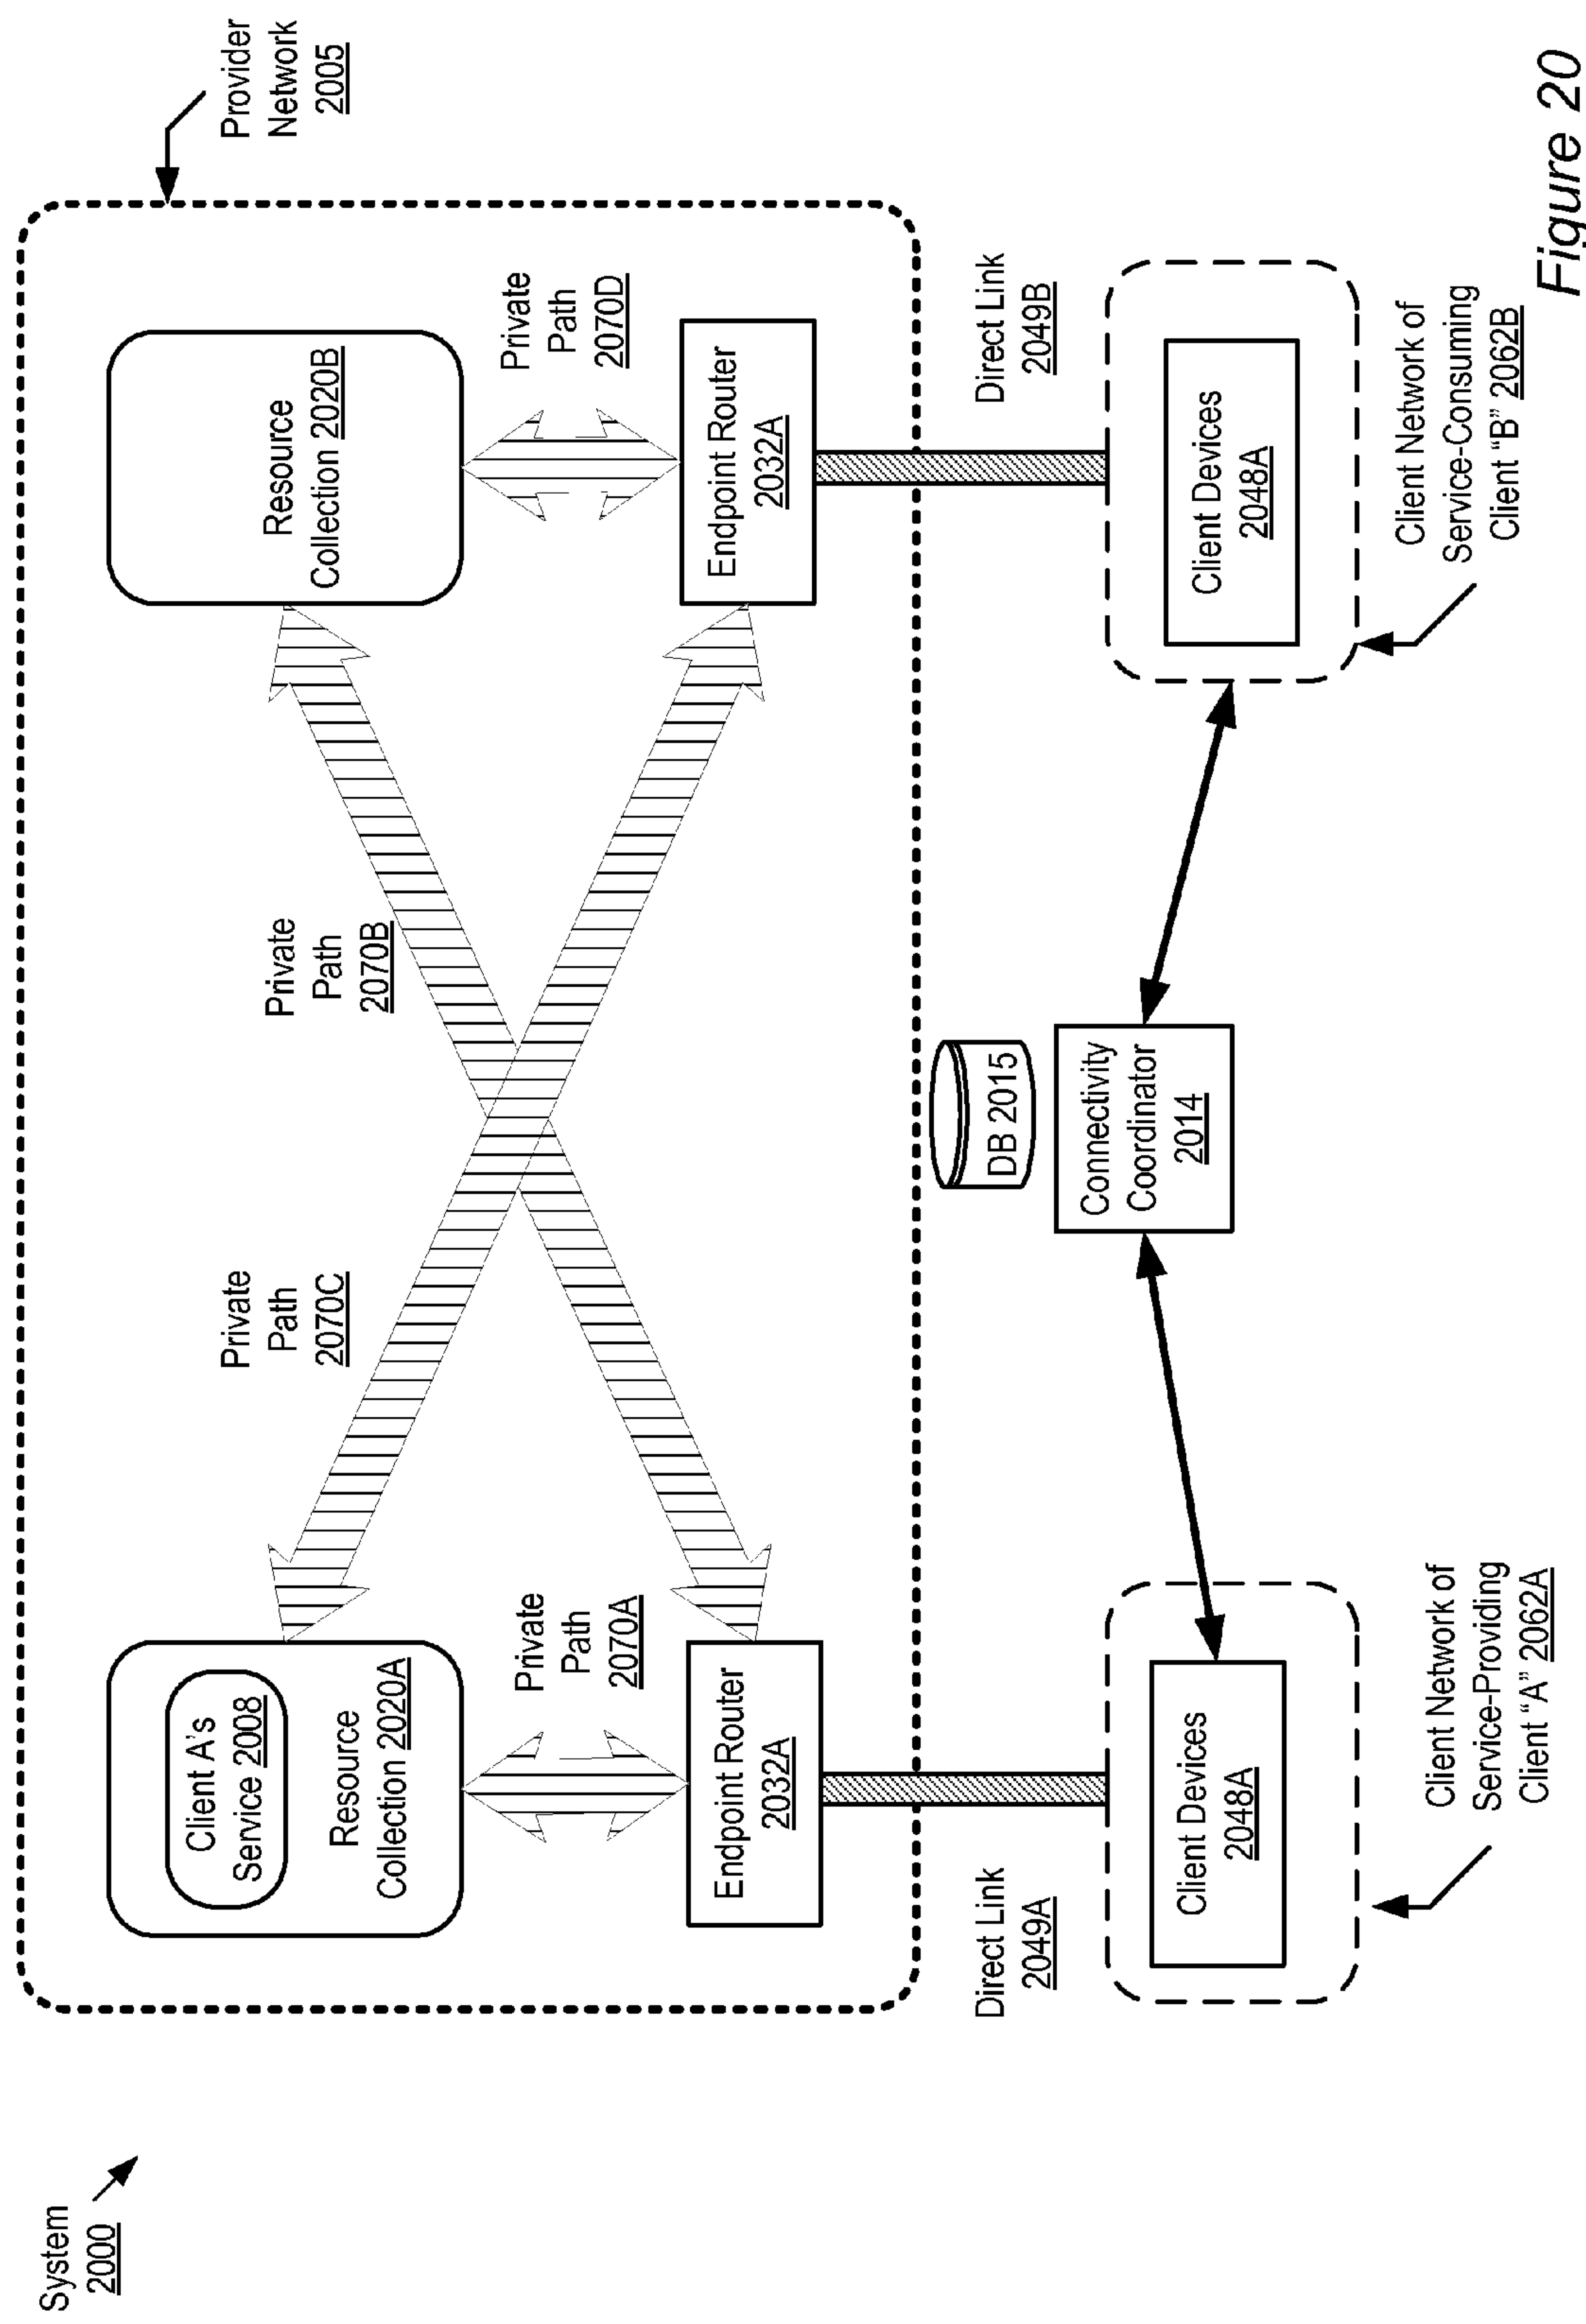 System
2000
Provider
Network
2005
Client A's
Service 2008
Resource
Collection 2020A
Private
Path
2070C
Private
Path
2070B
Resource
Collection 2020B
Private
Path
2070A
Private
Path
2070D
Endpoint Router
2032A
Endpoint Router
2032A
Direct Link
2049A
DB 2015
Direct Link
2049B
Connectivity
Coordinator
2014
Client Devices
2048A
Client Devices
2048A
Client Network of
Service-Providing
Client “A” 2062A
Client Network of
Service-Consuming
Client “B” 2062B
Figure 20